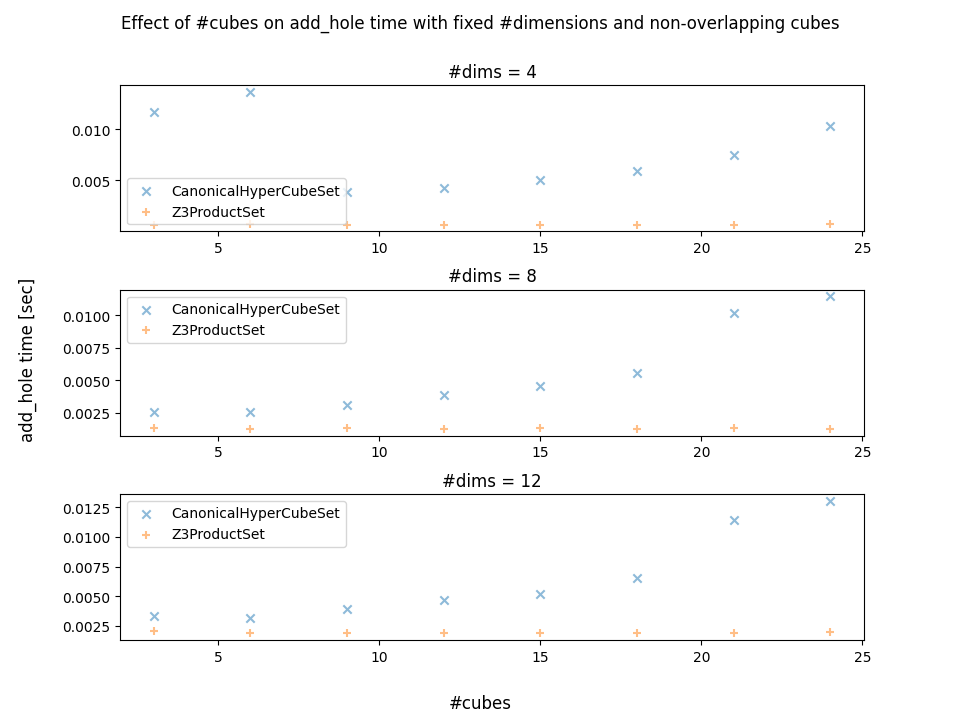 Effect of #cubes on add_hole time with fixed #dimensions and non-overlapping cubes
#dims = 4
0.010
0.005
CanonicalHyperCubeSet
Z3ProductSet
5 10 15 20 25
#dims = 8
0.0100
0.0075
0.0050
0.0025
CanonicalHyperCubeSet
Z3ProductSet
5 10 15 20 25
add_hole time [sec]
#dims = 12
0.0125
0.0100
0.0075
0.0050
0.0025
CanonicalHyperCubeSet
Z3ProductSet
5 10 15 20 25
#cubes